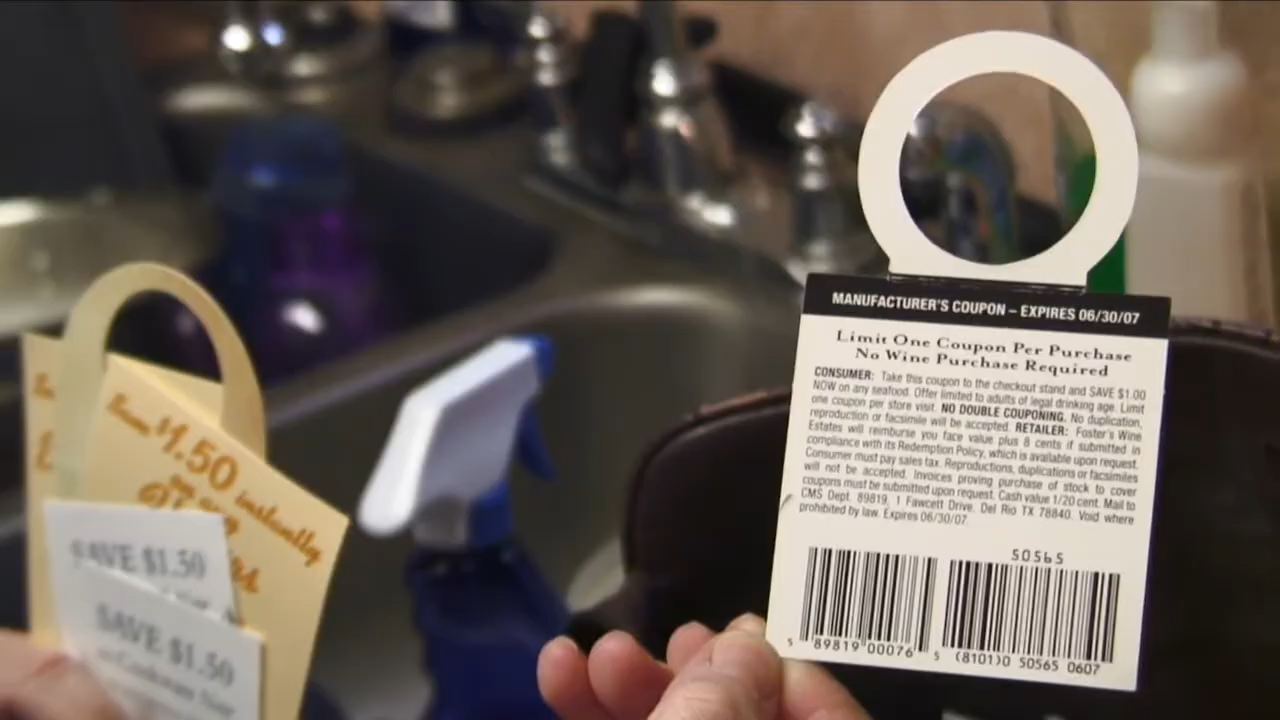 MANUFACTURER'S COUPON – EXPIRES 06/30/07
Limit One Coupon Per Purchase
No Wine Purchase Required
CONSUMER: Take this coupon to the checkout stand and SAVE $1.00
NOW on any seafood. Offer limited to adults of legal drinking age. Limit
one coupon per store visit. NO DOUBLE COUPONING. No duplication,
reproduction or facsimile will be accepted. RETAILER: Foster's Wine
Estates will reimburse you face value plus 8 cents if submitted in
compliance with its Redemption Policy, which is available upon request.
Consumer must pay sales tax. Reproductions, duplications or facsimiles
will not be accepted. Invoices proving purchase of stock to cover
coupons must be submitted upon request. Cash value 1/20 cent. Mail to
CMS Dept. 89819, 1 Fawcett Drive, Del Rio TX 78840. Void where
prohibited by law. Expires 06/30/07.
50565
5 89819 00076 5 (8101)0 50565 0607
Save $1.50 instantly
SAVE $1.50
SAVE $1.50